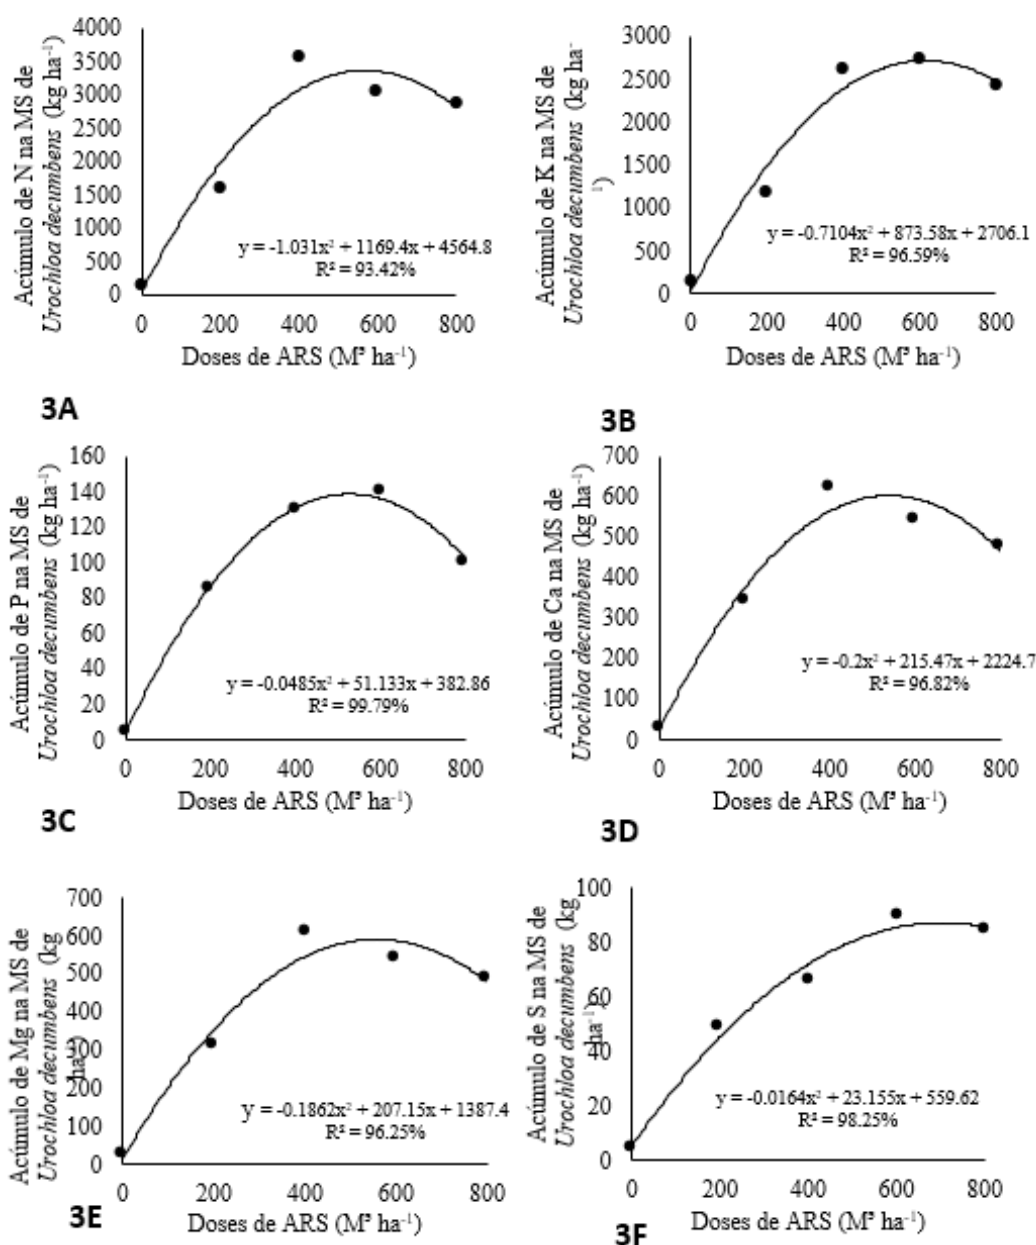 Acúmulo de N na MS de
Urochloa decumbens (kg ha⁻¹)
4000
3500
3000
2500
2000
1500
1000
500
0
y = -1.031x² + 1169.4x + 4564.8
R² = 93.42%
0 200 400 600 800
Doses de ARS (M³ ha⁻¹)
3A
Acúmulo de K na MS de
Urochloa decumbens (kg ha⁻
¹)
3000
2500
2000
1500
1000
500
0
y = -0.7104x² + 873.58x + 2706.1
R² = 96.59%
0 200 400 600 800
Doses de ARS (M³ ha⁻¹)
3B
Acúmulo de P na MS de
Urochloa decumbens (kg ha⁻¹)
160
140
120
100
80
60
40
20
0
y = -0.0485x² + 51.133x + 382.86
R² = 99.79%
0 200 400 600 800
Doses de ARS (M³ ha⁻¹)
3C
Acúmulo de Ca na MS de
Urochloa decumbens (kg ha⁻¹)
700
600
500
400
300
200
100
0
y = -0.2x² + 215.47x + 2224.7
R² = 96.82%
0 200 400 600 800
Doses de ARS (M³ ha⁻¹)
3D
Acúmulo de Mg na MS de
Urochloa decumbens (kg
ha⁻¹)
700
600
500
400
300
200
100
0
y = -0.1862x² + 207.15x + 1387.4
R² = 96.25%
0 200 400 600 800
Doses de ARS (M³ ha⁻¹)
3E
Acúmulo de S na MS de
Urochloa decumbens (kg
ha⁻¹)
100
80
60
40
20
0
y = -0.0164x² + 23.155x + 559.62
R² = 98.25%
0 200 400 600 800
Doses de ARS (M³ ha⁻¹)
3F